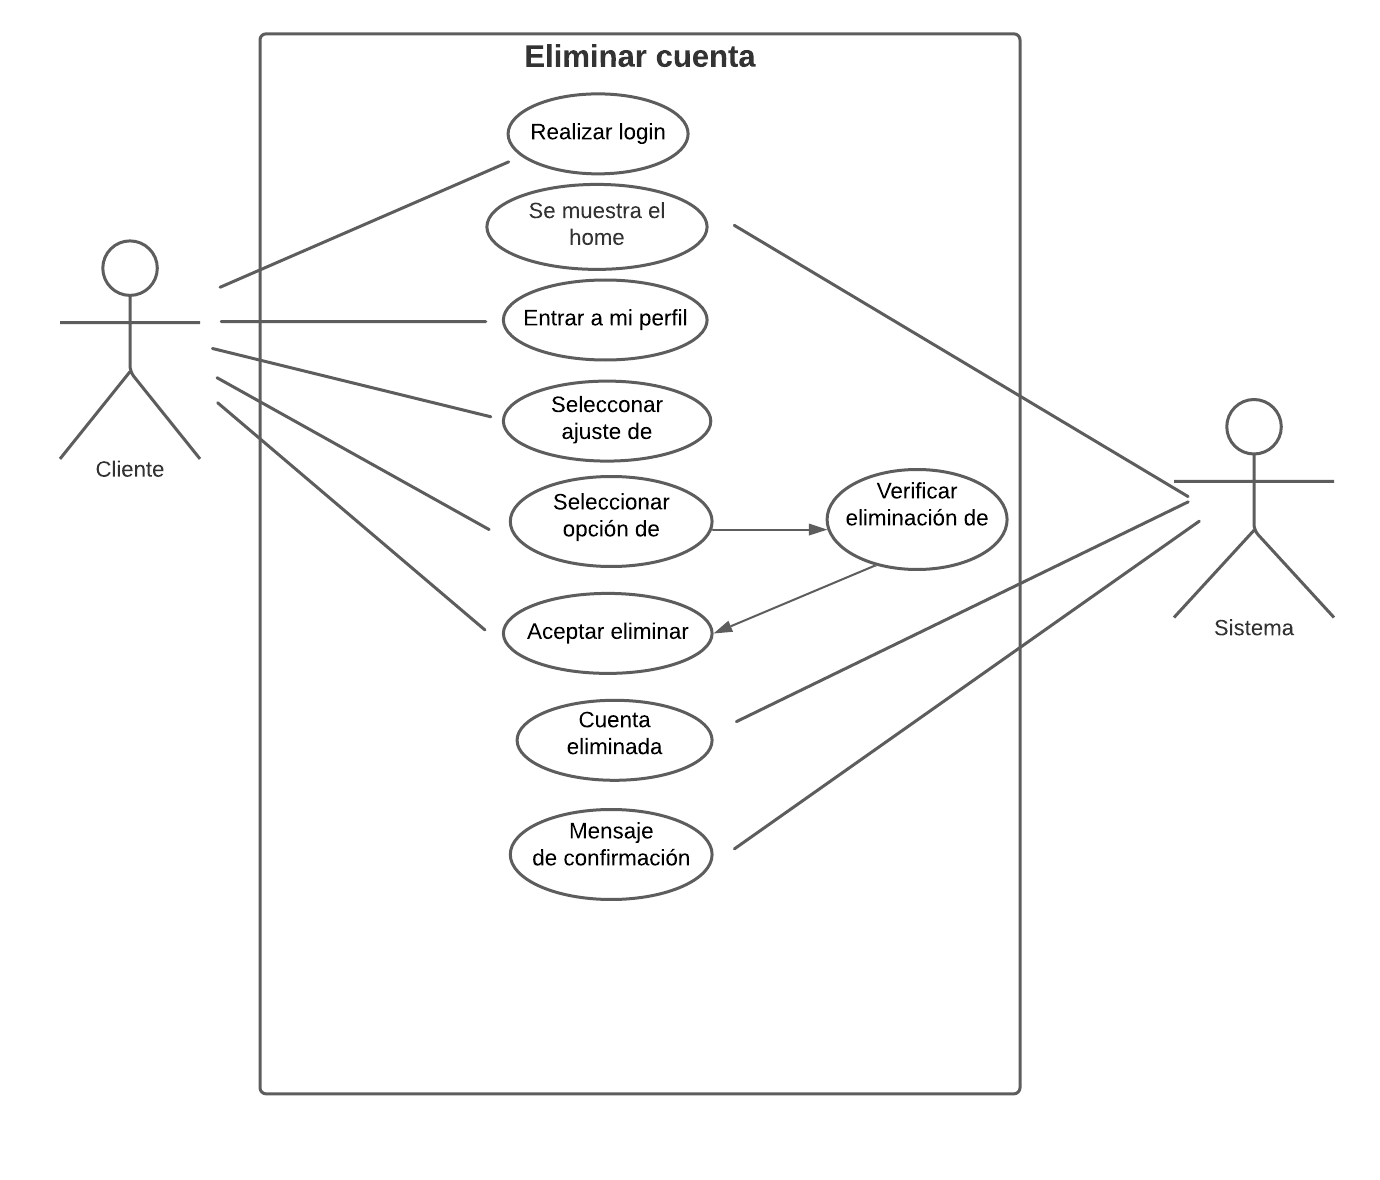 Eliminar cuenta
Realizar login
Se muestra el
home
Entrar a mi perfil
Selecconar
ajuste de
Cliente
Seleccionar
opción de
Verificar
eliminación de
Aceptar eliminar
Sistema
Cuenta
eliminada
Mensaje
de confirmación